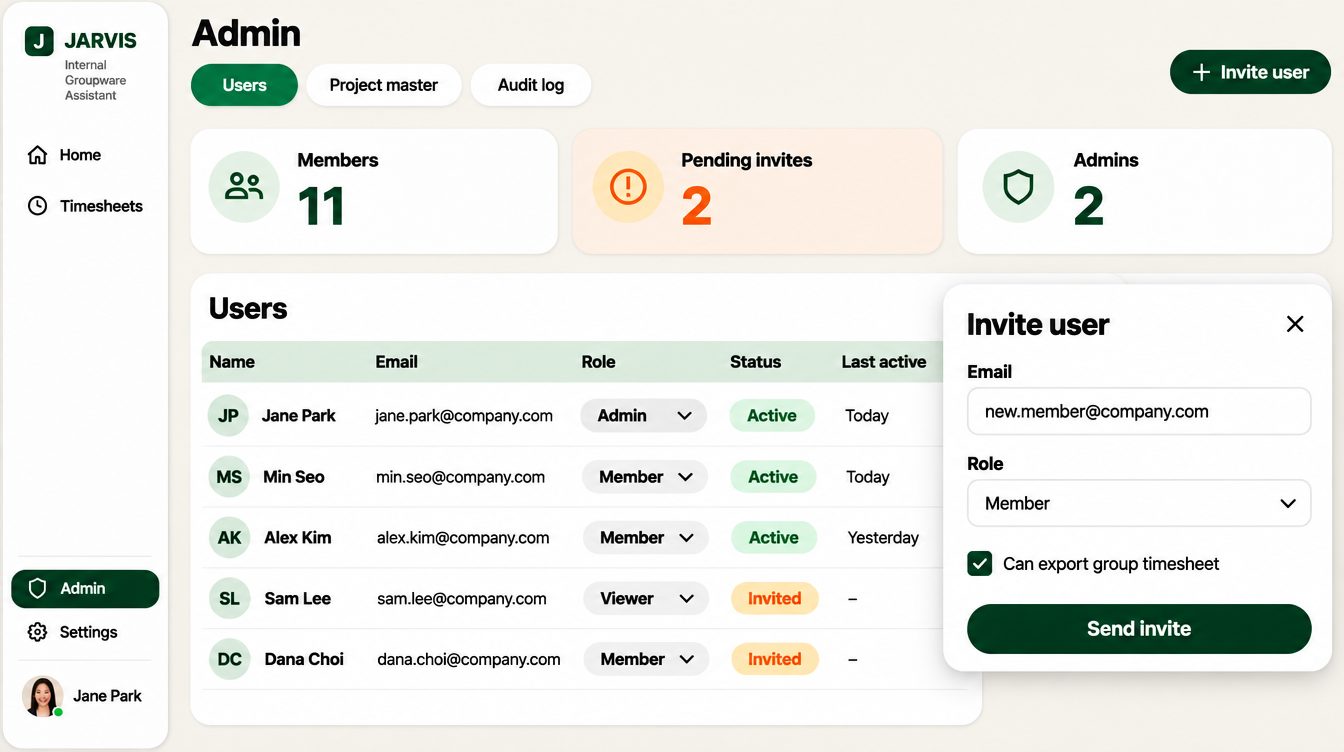 J JARVIS
Internal
Groupware
Assistant
Home
Timesheets
Admin
Settings
Jane Park
Admin
Users Project master Audit log
+ Invite user
Members
11
Pending invites
2
Admins
2
Users
Name Email Role Status Last active
JP Jane Park jane.park@company.com Admin Active Today
MS Min Seo min.seo@company.com Member Active Today
AK Alex Kim alex.kim@company.com Member Active Yesterday
SL Sam Lee sam.lee@company.com Viewer Invited –
DC Dana Choi dana.choi@company.com Member Invited –
Invite user
Email
new.member@company.com
Role
Member
Can export group timesheet
Send invite